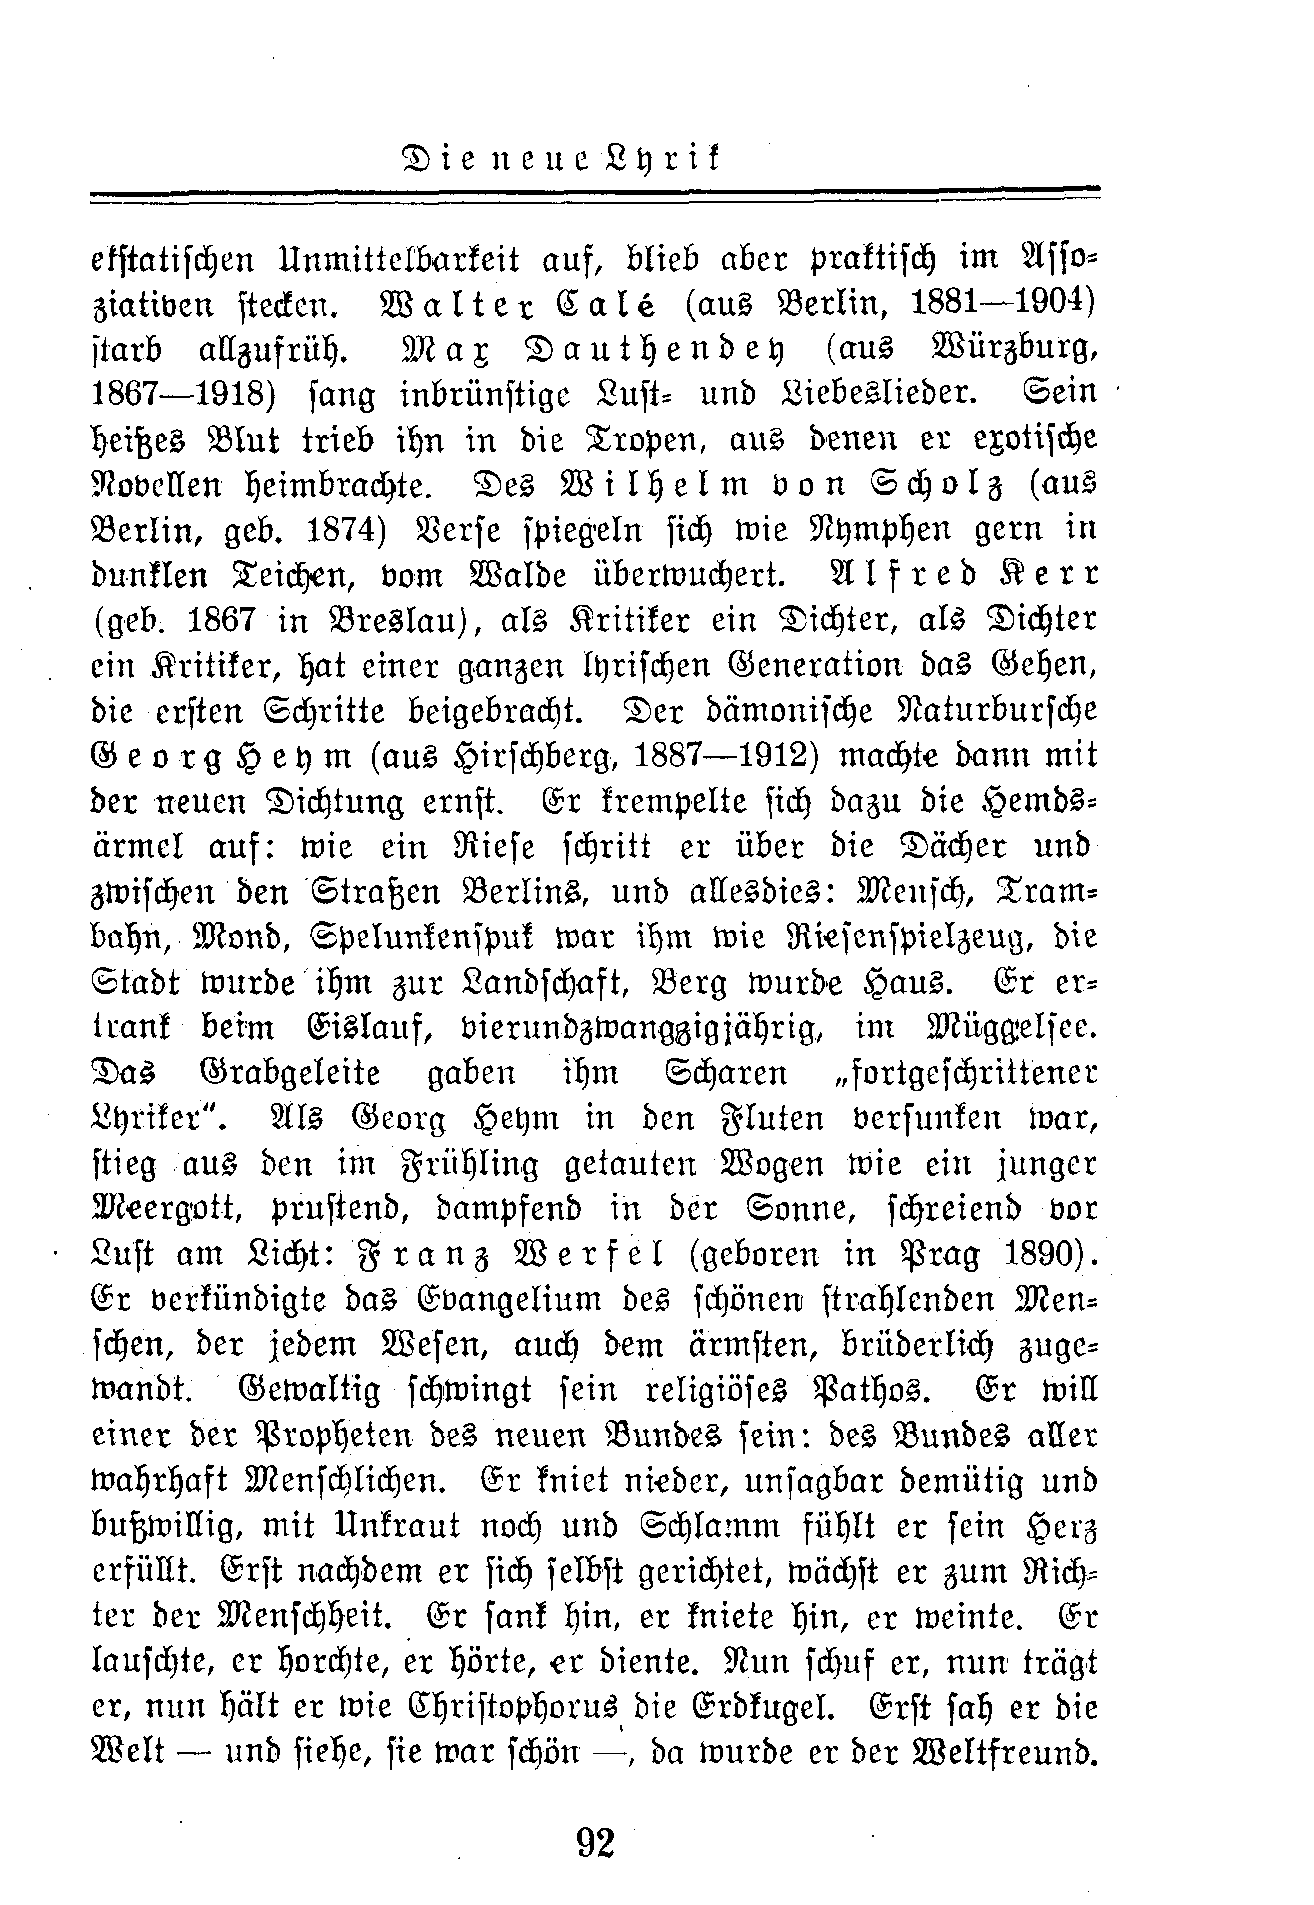 Die neue Lyrik
ekstatischen Unmittelbarkeit auf, blieb aber praktisch im Asso-
ziativen stecken. Walter Calé (aus Berlin, 1881—1904)
starb allzufrüh. Max Dauthendey (aus Würzburg,
1867—1918) sang inbrünstige Lust- und Liebeslieder. Sein
heißes Blut trieb ihn in die Tropen, aus denen er exotische
Novellen heimbrachte. Des Wilhelm von Scholz (aus
Berlin, geb. 1874) Verse spiegeln sich wie Nymphen gern in
dunklen Teichen, vom Walde überwuchert. Alfred Kerr
(geb. 1867 in Breslau), als Kritiker ein Dichter, als Dichter
ein Kritiker, hat einer ganzen lyrischen Generation das Gehen,
die ersten Schritte beigebracht. Der dämonische Naturbursche
Georg Heym (aus Hirschberg, 1887—1912) machte dann mit
der neuen Dichtung ernst. Er krempelte sich dazu die Hemds-
ärmel auf: wie ein Riese schritt er über die Dächer und
zwischen den Straßen Berlins, und allesdies: Mensch, Tram-
bahn, Mond, Spelunkenspuk war ihm wie Riesenspielzeug, die
Stadt wurde ihm zur Landschaft, Berg wurde Haus. Er er-
trank beim Eislauf, vierundzwangzigjährig, im Müggelsee.
Das Grabgeleite gaben ihm Scharen „fortgeschrittener
Lyriker“. Als Georg Heym in den Fluten versunken war,
stieg aus den im Frühling getauten Wogen wie ein junger
Meergott, prustend, dampfend in der Sonne, schreiend vor
Lust am Licht: Franz Werfel (geboren in Prag 1890).
Er verkündigte das Evangelium des schönen strahlenden Men-
schen, der jedem Wesen, auch dem ärmsten, brüderlich zuge-
wandt. Gewaltig schwingt sein religiöses Pathos. Er will
einer der Propheten des neuen Bundes sein: des Bundes aller
wahrhaft Menschlichen. Er kniet nieder, unsagbar demütig und
bußwillig, mit Unkraut noch und Schlamm fühlt er sein Herz
erfüllt. Erst nachdem er sich selbst gerichtet, wächst er zum Rich-
ter der Menschheit. Er sank hin, er kniete hin, er weinte. Er
lauschte, er horchte, er hörte, er diente. Nun schuf er, nun trägt
er, nun hält er wie Christophorus die Erdkugel. Erst sah er die
Welt — und siehe, sie war schön —, da wurde er der Weltfreund.
92